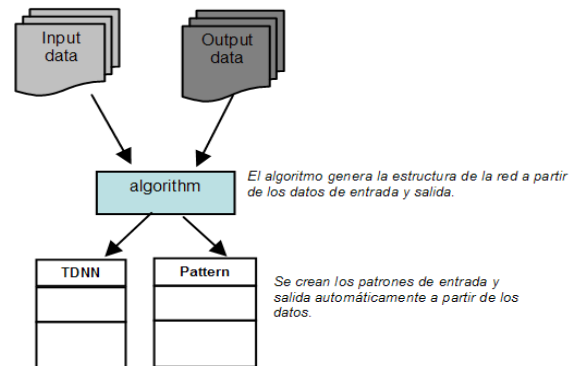 Input
data
Output
data
algorithm
El algoritmo genera la estructura de la red a partir
de los datos de entrada y salida.
TDNN
Pattern
Se crean los patrones de entrada y
salida automáticamente a partir de los
datos.